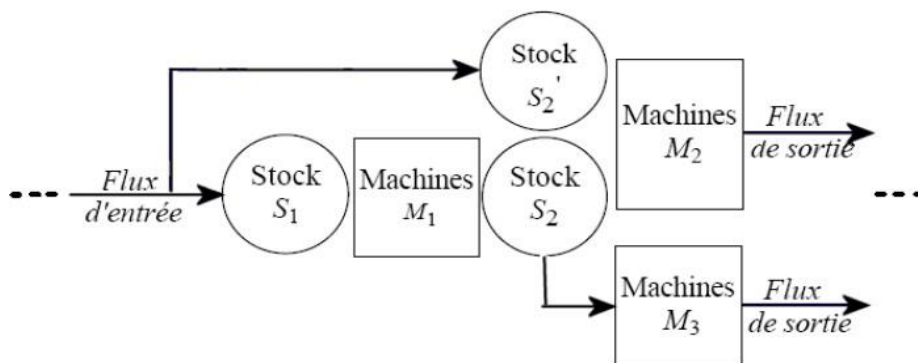 Stock
S2'
Machines
M2
Flux
de sortie
Flux
d'entrée
Stock
S1
Machines
M1
Stock
S2
Machines
M3
Flux
de sortie